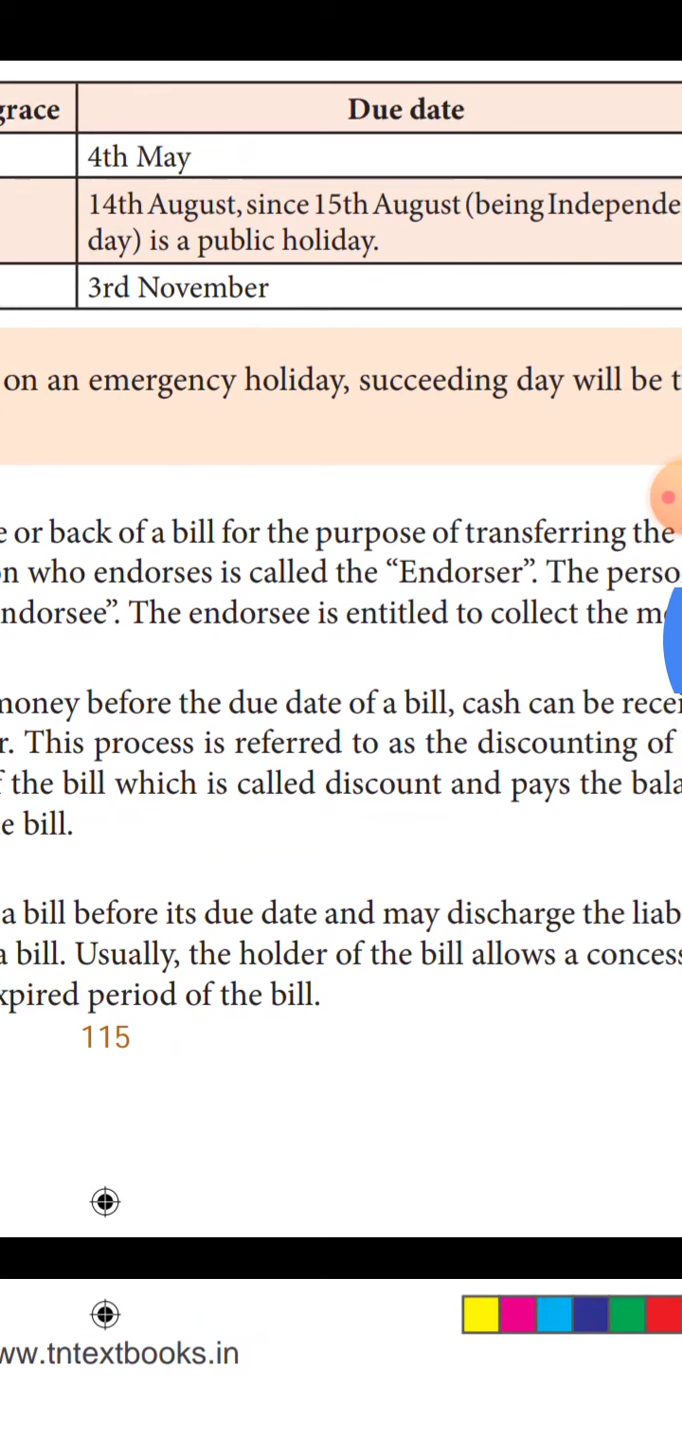 grace Due date
4th May
14th August, since 15th August (being Independe
day) is a public holiday.
3rd November
on an emergency holiday, succeeding day will be t
e or back of a bill for the purpose of transferring the
n who endorses is called the “Endorser”. The perso
ndorsee”. The endorsee is entitled to collect the m
money before the due date of a bill, cash can be recei
r. This process is referred to as the discounting of
f the bill which is called discount and pays the bala
e bill.
a bill before its due date and may discharge the liab
a bill. Usually, the holder of the bill allows a concess
xpired period of the bill.
115
ww.tntextbooks.in